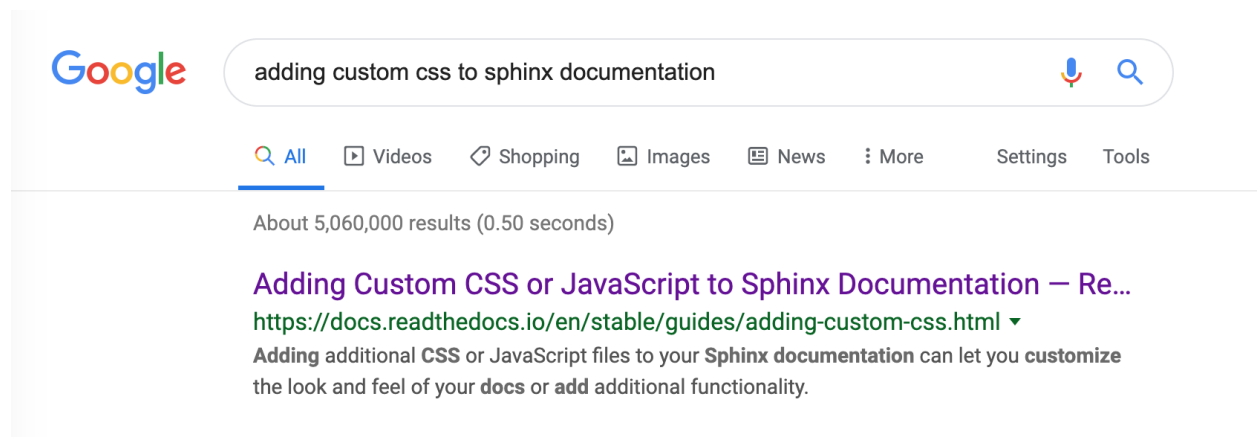 Google adding custom css to sphinx documentation
All Videos Shopping Images News More Settings Tools
About 5,060,000 results (0.50 seconds)
Adding Custom CSS or JavaScript to Sphinx Documentation — Re...
https://docs.readthedocs.io/en/stable/guides/adding-custom-css.html
Adding additional CSS or JavaScript files to your Sphinx documentation can let you customize
the look and feel of your docs or add additional functionality.